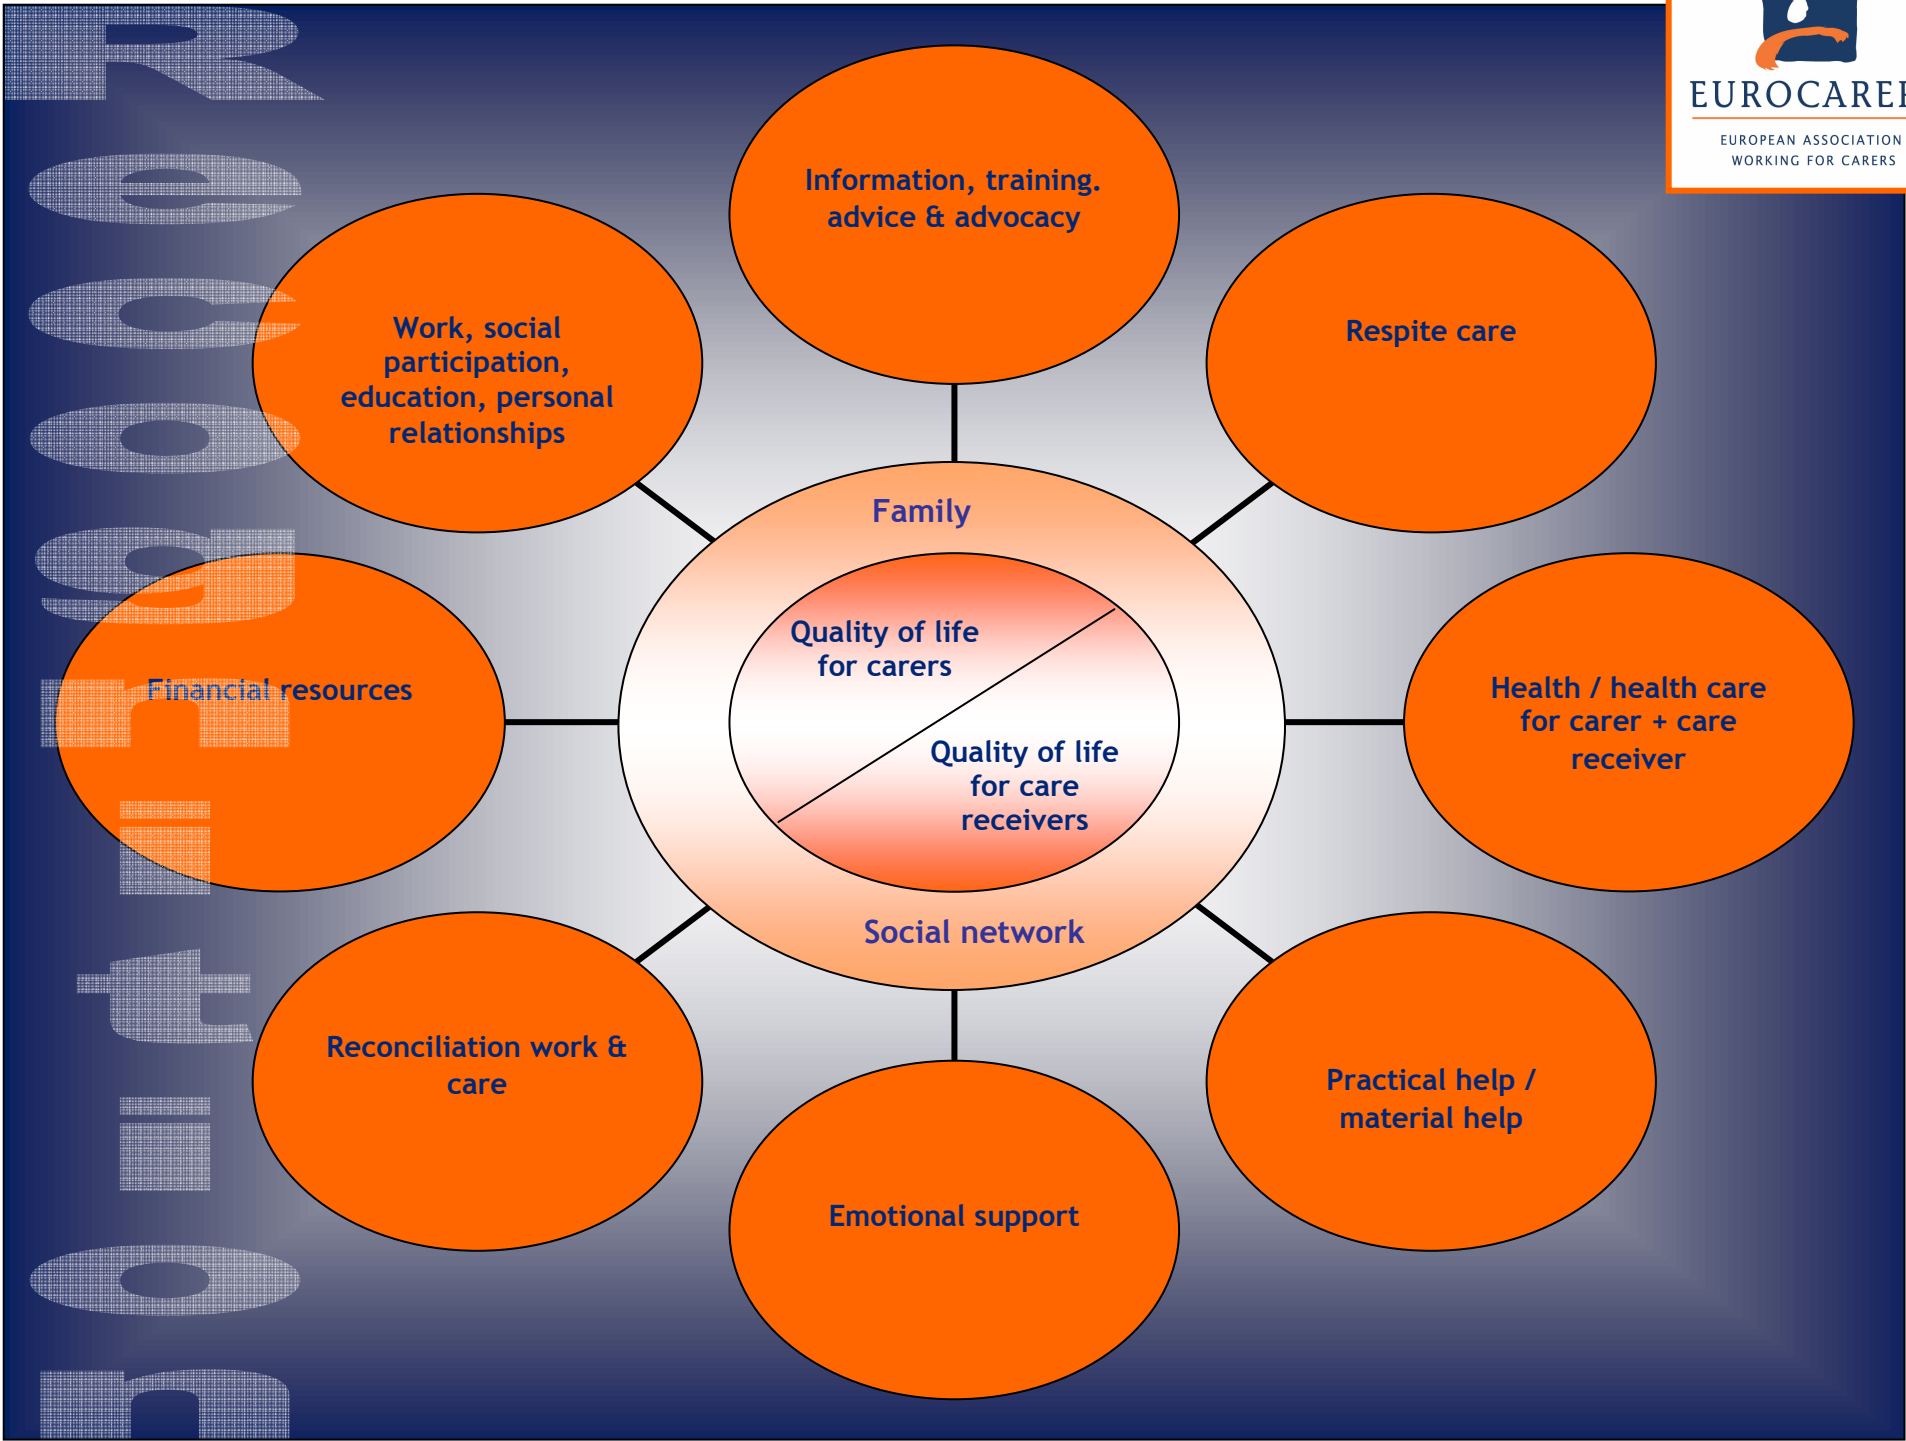 Recognition
EUROCARER
EUROPEAN ASSOCIATION
WORKING FOR CARERS
Information, training.
advice & advocacy
Work, social
participation,
education, personal
relationships
Respite care
Family
Quality of life
for carers
Quality of life
for care
receivers
Social network
Financial resources
Health / health care
for carer + care
receiver
Reconciliation work &
care
Practical help /
material help
Emotional support